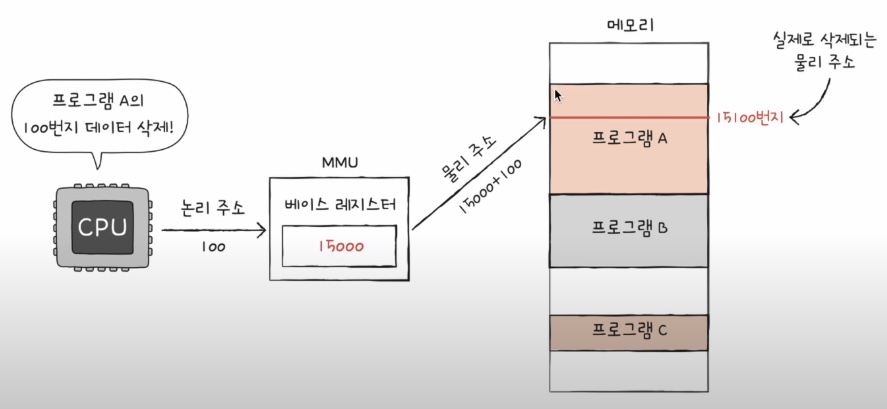 프로그램 A의
100번지 데이터 삭제!
CPU
논리 주소
100
MMU
베이스 레지스터
15000
물리 주소
15000+100
메모리
프로그램 A
프로그램 B
프로그램 C
실제로 삭제되는
물리 주소
15100번지